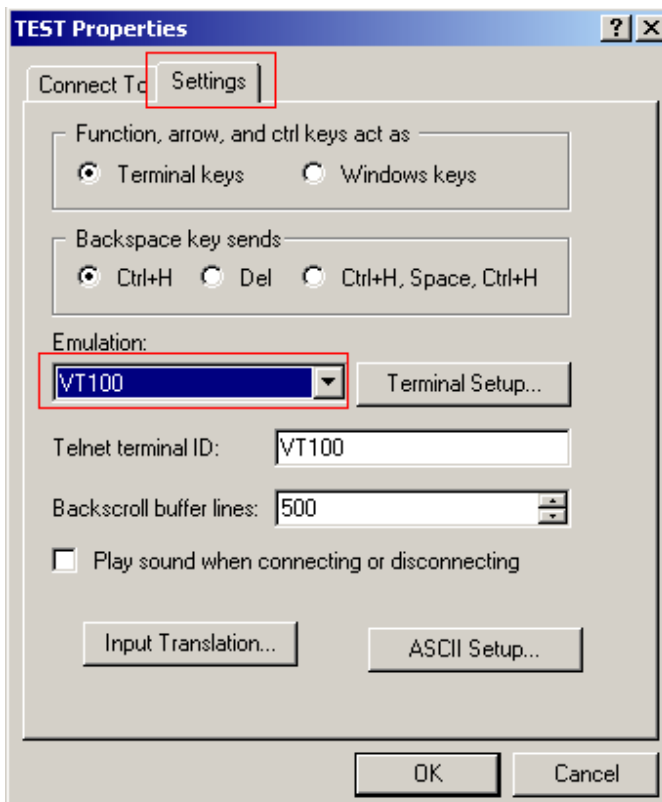 TEST Properties
Connect To Settings
Function, arrow, and ctrl keys act as
Terminal keys Windows keys
Backspace key sends
Ctrl+H Del Ctrl+H, Space, Ctrl+H
Emulation:
VT100 Terminal Setup...
Telnet terminal ID: VT100
Backscroll buffer lines: 500
Play sound when connecting or disconnecting
Input Translation... ASCII Setup...
OK Cancel